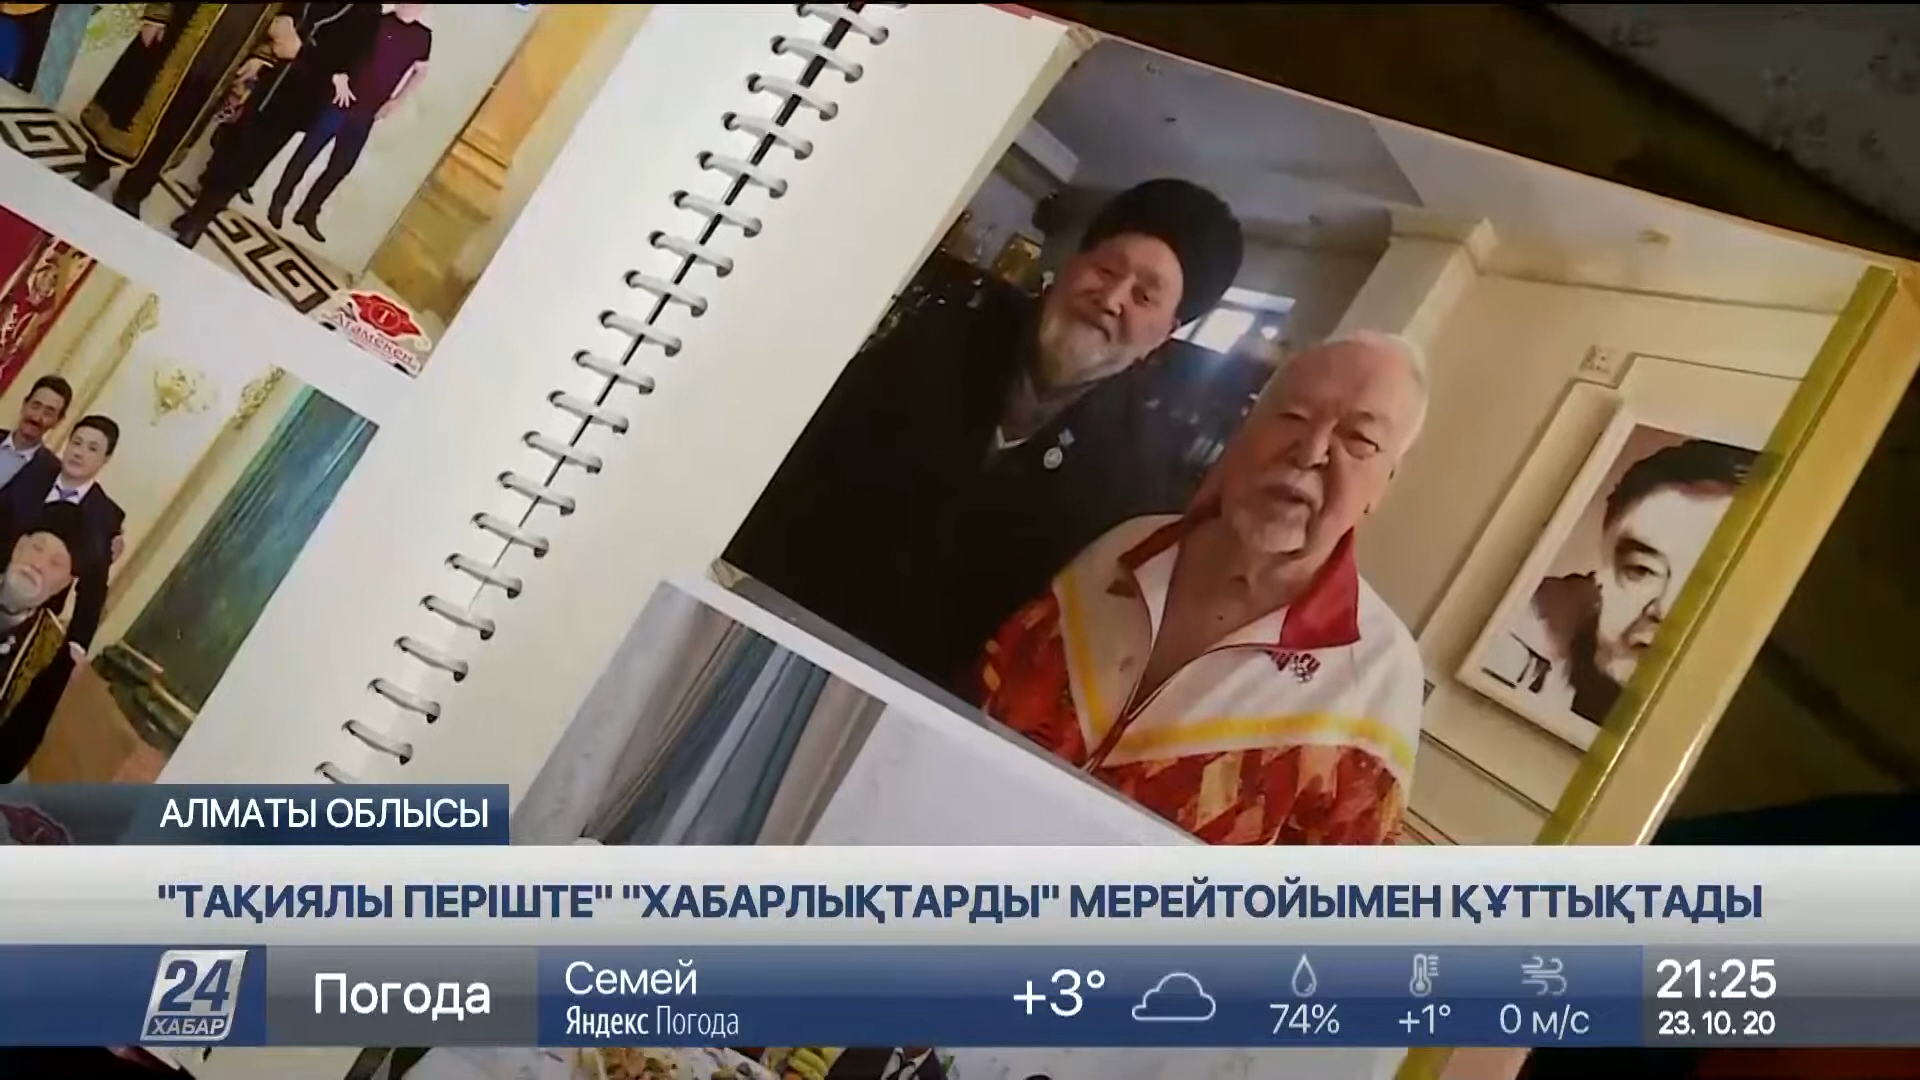 Атамекен
АЛМАТЫ ОБЛЫСЫ
"ТАҚИЯЛЫ ПЕРІШТЕ" "ХАБАРЛЫҚТАРДЫ" МЕРЕЙТОЙЫМЕН ҚҰТТЫҚТАДЫ
24
ХАБАР
Погода
Семей
Яндекс Погода
+3°
74%
+1°
0 м/с
21:25
23. 10. 20